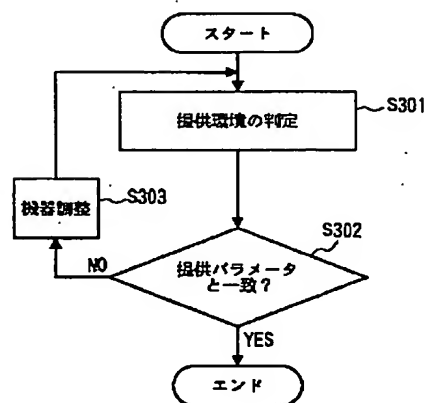 スタート
提供環境の判定
S301
機器調整
S303
S302
提供パラメータ
と一致？
NO
YES
エンド